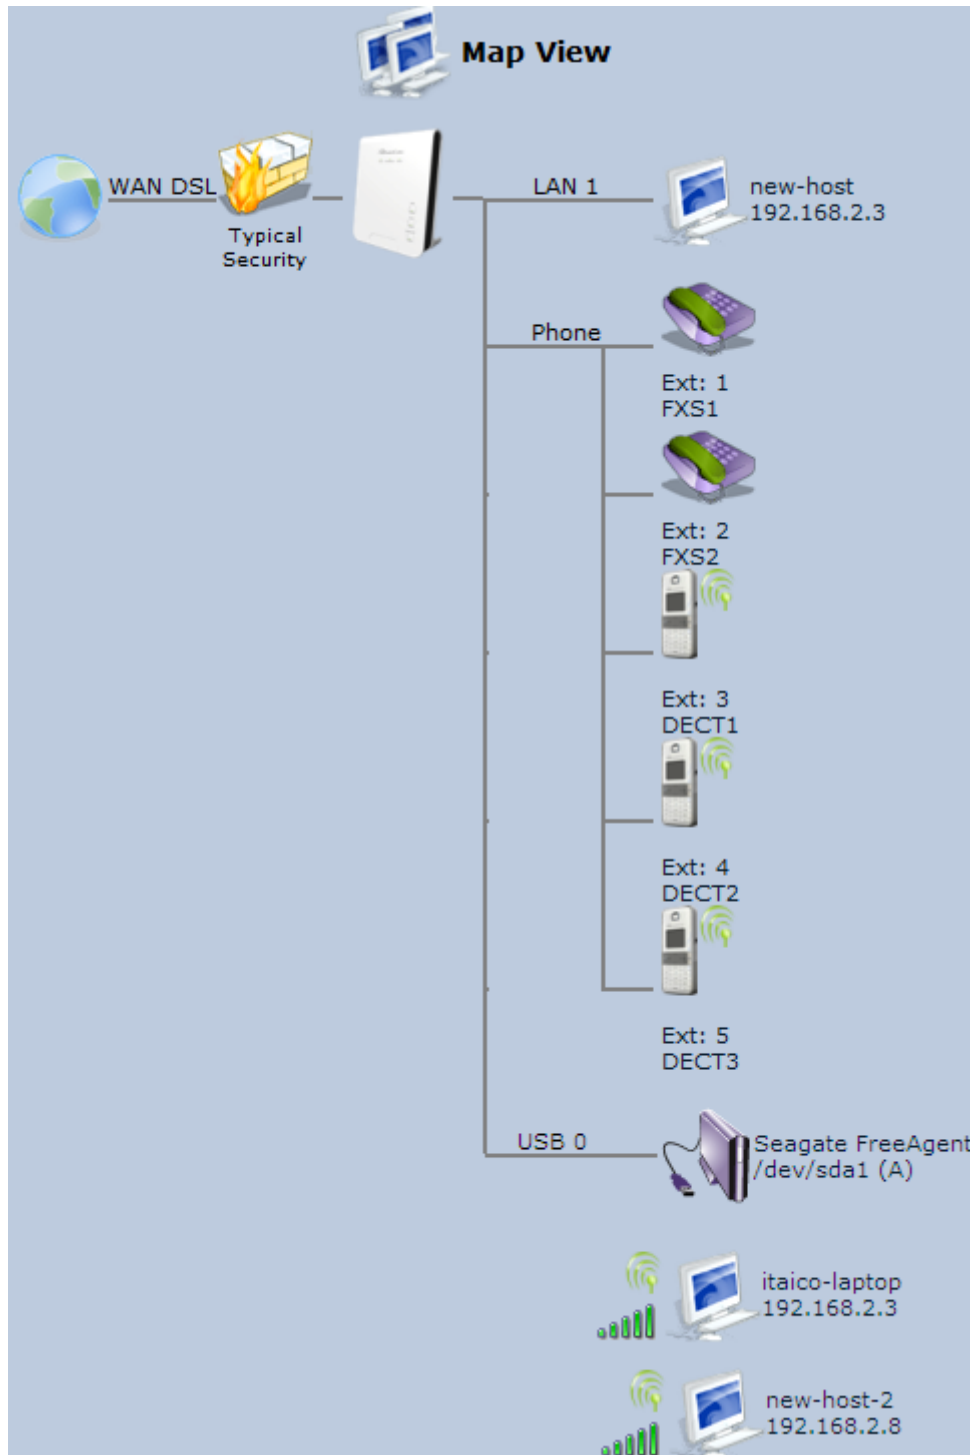 Map View
WAN DSL
Typical
Security
LAN 1
new-host
192.168.2.3
Phone
Ext: 1
FXS1
Ext: 2
FXS2
Ext: 3
DECT1
Ext: 4
DECT2
Ext: 5
DECT3
USB 0
Seagate FreeAgent
/dev/sda1 (A)
itaico-laptop
192.168.2.3
new-host-2
192.168.2.8